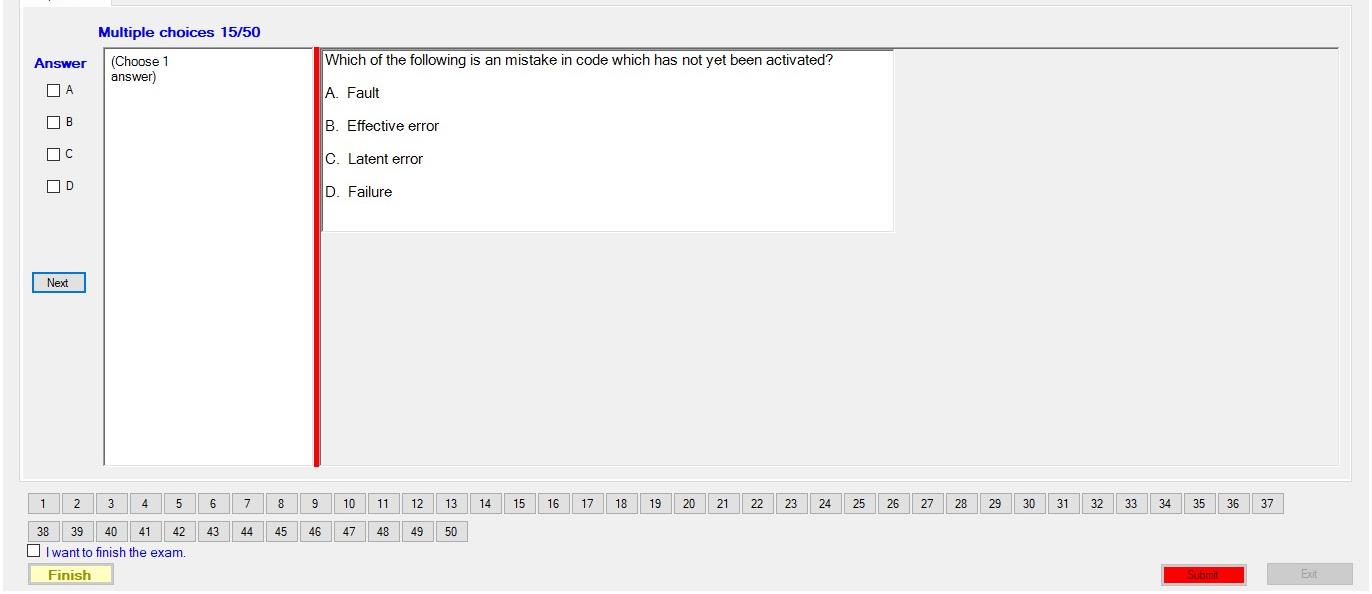 Multiple choices 15/50
Answer
A
B
C
D
Next
(Choose 1
answer)
Which of the following is an mistake in code which has not yet been activated?
A. Fault
B. Effective error
C. Latent error
D. Failure
1 2 3 4 5 6 7 8 9 10 11 12 13 14 15 16 17 18 19 20 21 22 23 24 25 26 27 28 29 30 31 32 33 34 35 36 37
38 39 40 41 42 43 44 45 46 47 48 49 50
I want to finish the exam.
Finish
Submit
Exit